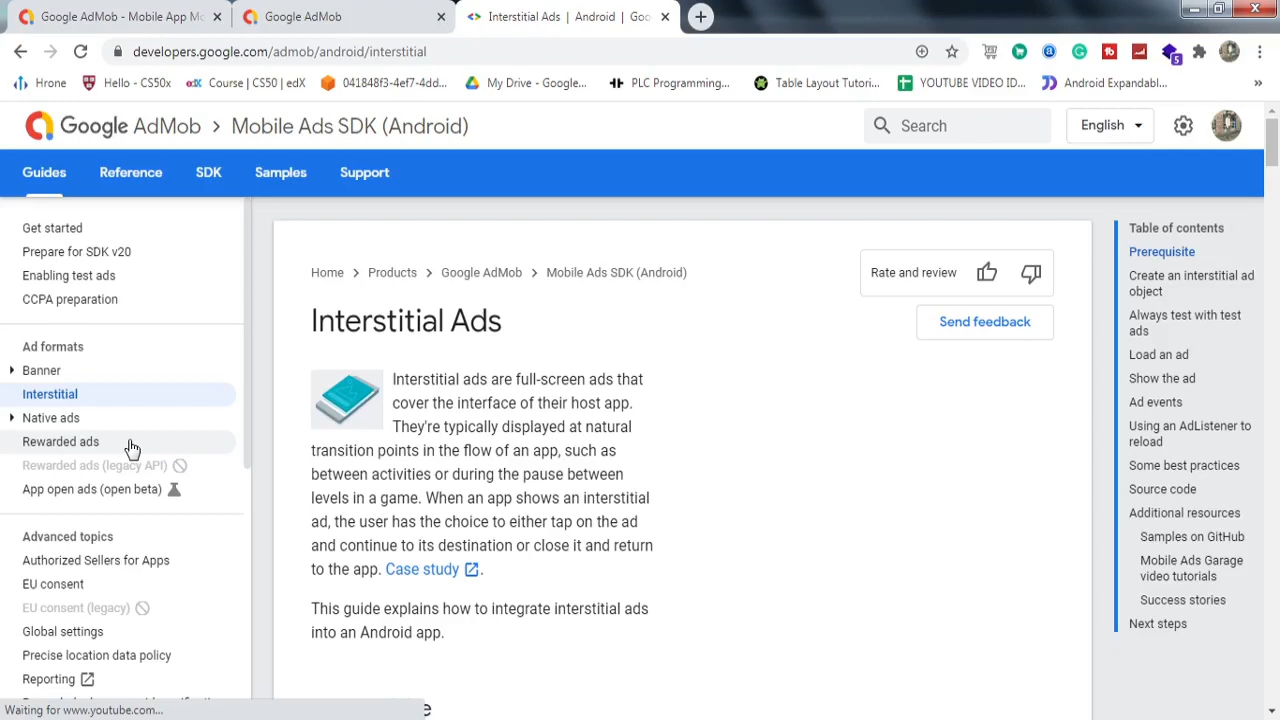 Google AdMob - Mobile App M
Google AdMob
Interstitial Ads | Android | Goo
developers.google.com/admob/android/interstitial
Hrone
Hello - CS50x
Course | CS50 | edX
041848f3-4ef7-4dd...
My Drive - Google...
PLC Programming...
Table Layout Tutori...
YOUTUBE VIDEO ID...
Android Expandabl...
»
Google AdMob > Mobile Ads SDK (Android)
Search
English
Guides
Reference
SDK
Samples
Support
Get started
Prepare for SDK v20
Enabling test ads
CCPA preparation
Ad formats
Banner
Interstitial
Native ads
Rewarded ads
Rewarded ads (legacy API)
App open ads (open beta)
Advanced topics
Authorized Sellers for Apps
EU consent
EU consent (legacy)
Global settings
Precise location data policy
Reporting
Waiting for www.youtube.com...
Home > Products > Google AdMob > Mobile Ads SDK (Android)
Rate and review
Send feedback
Interstitial Ads
Interstitial ads are full-screen ads that
cover the interface of their host app.
They're typically displayed at natural
transition points in the flow of an app, such as
between activities or during the pause between
levels in a game. When an app shows an interstitial
ad, the user has the choice to either tap on the ad
and continue to its destination or close it and return
to the app. Case study.
This guide explains how to integrate interstitial ads
into an Android app.
Table of contents
Prerequisite
Create an interstitial ad
object
Always test with test
ads
Load an ad
Show the ad
Ad events
Using an AdListener to
reload
Some best practices
Source code
Additional resources
Samples on GitHub
Mobile Ads Garage
video tutorials
Success stories
Next steps